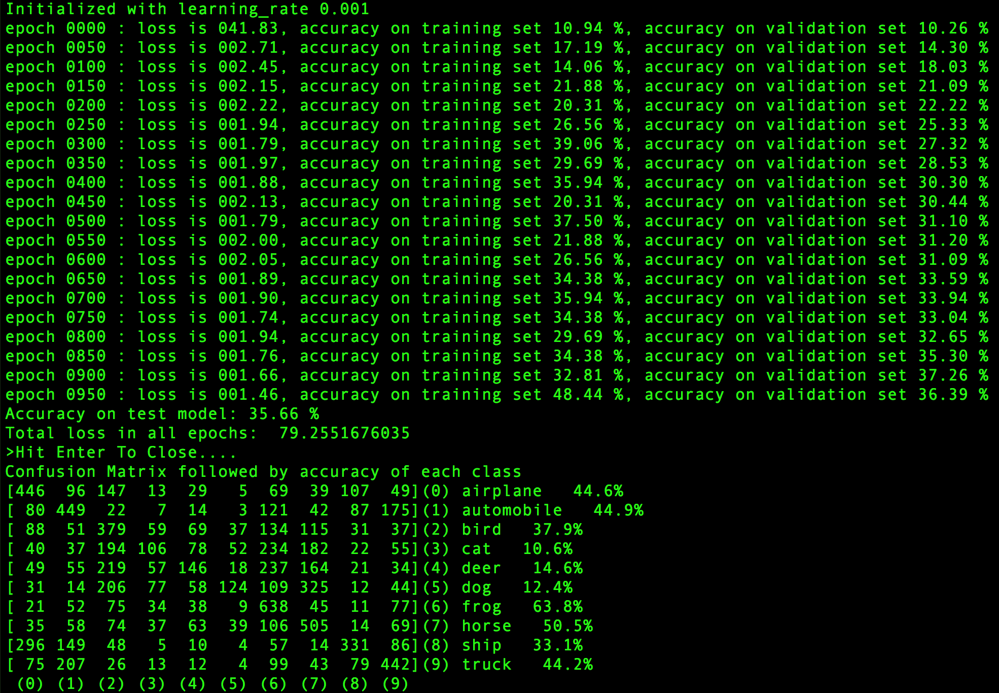 Initialized with learning_rate 0.001
epoch 0000 : loss is 041.83, accuracy on training set 10.94 %, accuracy on validation set 10.26 %
epoch 0050 : loss is 002.71, accuracy on training set 17.19 %, accuracy on validation set 14.30 %
epoch 0100 : loss is 002.45, accuracy on training set 14.06 %, accuracy on validation set 18.03 %
epoch 0150 : loss is 002.15, accuracy on training set 21.88 %, accuracy on validation set 21.09 %
epoch 0200 : loss is 002.22, accuracy on training set 20.31 %, accuracy on validation set 22.22 %
epoch 0250 : loss is 001.94, accuracy on training set 26.56 %, accuracy on validation set 25.33 %
epoch 0300 : loss is 001.79, accuracy on training set 39.06 %, accuracy on validation set 27.32 %
epoch 0350 : loss is 001.97, accuracy on training set 29.69 %, accuracy on validation set 28.53 %
epoch 0400 : loss is 001.88, accuracy on training set 35.94 %, accuracy on validation set 30.30 %
epoch 0450 : loss is 002.13, accuracy on training set 20.31 %, accuracy on validation set 30.44 %
epoch 0500 : loss is 001.79, accuracy on training set 37.50 %, accuracy on validation set 31.10 %
epoch 0550 : loss is 002.00, accuracy on training set 21.88 %, accuracy on validation set 31.20 %
epoch 0600 : loss is 002.05, accuracy on training set 26.56 %, accuracy on validation set 31.09 %
epoch 0650 : loss is 001.89, accuracy on training set 34.38 %, accuracy on validation set 33.59 %
epoch 0700 : loss is 001.90, accuracy on training set 35.94 %, accuracy on validation set 33.94 %
epoch 0750 : loss is 001.74, accuracy on training set 34.38 %, accuracy on validation set 33.04 %
epoch 0800 : loss is 001.94, accuracy on training set 29.69 %, accuracy on validation set 32.65 %
epoch 0850 : loss is 001.76, accuracy on training set 34.38 %, accuracy on validation set 35.30 %
epoch 0900 : loss is 001.66, accuracy on training set 32.81 %, accuracy on validation set 37.26 %
epoch 0950 : loss is 001.46, accuracy on training set 48.44 %, accuracy on validation set 36.39 %
Accuracy on test model: 35.66 %
Total loss in all epochs:  79.2551676035
>Hit Enter To Close....
Confusion Matrix followed by accuracy of each class
[446  96 147  13  29   5  69  39 107  49](0) airplane   44.6%
[ 80 449  22   7  14   3 121  42  87 175](1) automobile   44.9%
[ 88  51 379  59  69  37 134 115  31  37](2) bird   37.9%
[ 40  37 194 106  78  52 234 182  22  55](3) cat   10.6%
[ 49  55 219  57 146  18 237 164  21  34](4) deer   14.6%
[ 31  14 206  77  58 124 109 325  12  44](5) dog   12.4%
[ 21  52  75  34  38   9 638  45  11  77](6) frog   63.8%
[ 35  58  74  37  63  39 106 505  14  69](7) horse   50.5%
[296 149  48   5  10   4  57  14 331  86](8) ship   33.1%
[ 75 207  26  13  12   4  99  43  79 442](9) truck   44.2%
 (0) (1) (2) (3) (4) (5) (6) (7) (8) (9)